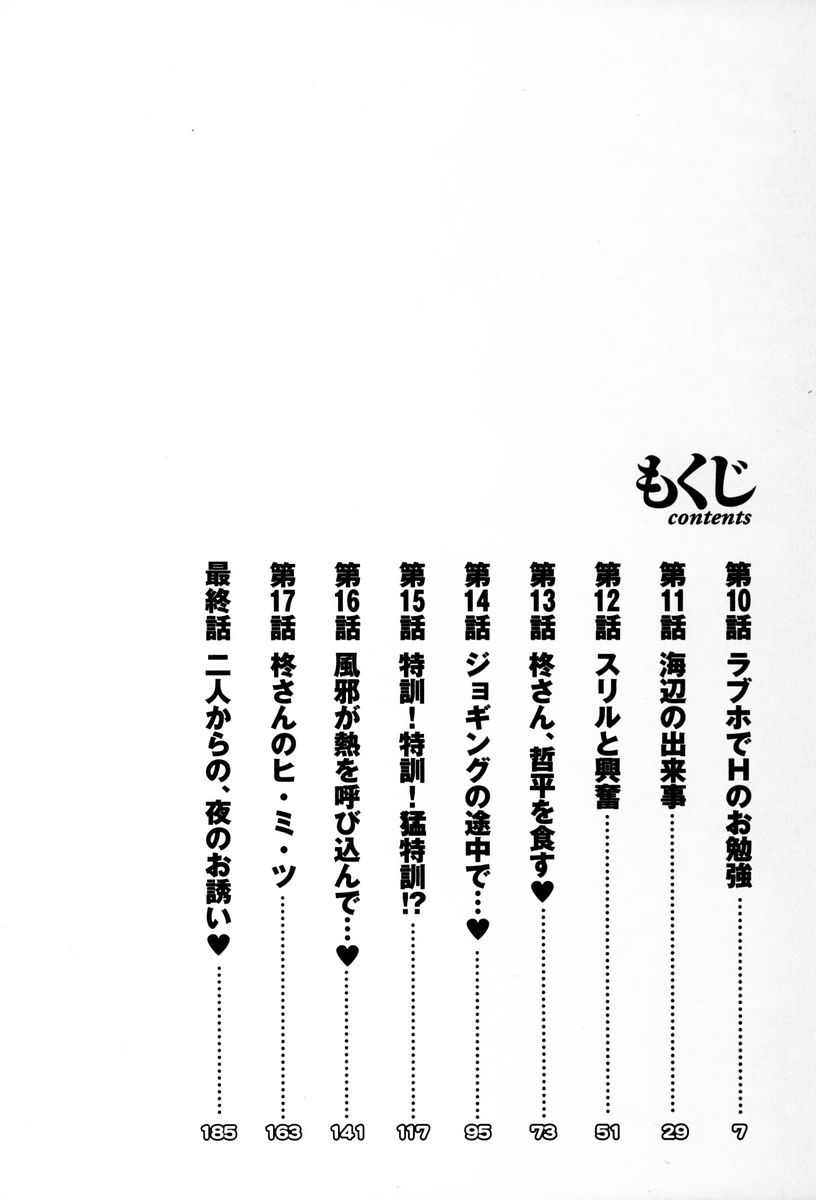 もくじ
contents
第10話 ラブホでHのお勉強 7
第11話 海辺の出来事 29
第12話 スリルと興奮 51
第13話 柊さん、哲平を食す♥ 73
第14話 ジョギングの途中で…♥ 95
第15話 特訓！特訓！猛特訓!? 117
第16話 風邪が熱を呼び込んで…♥ 141
第17話 柊さんのヒ・ミ・ツ 163
最終話 二人からの、夜のお誘い♥ 185